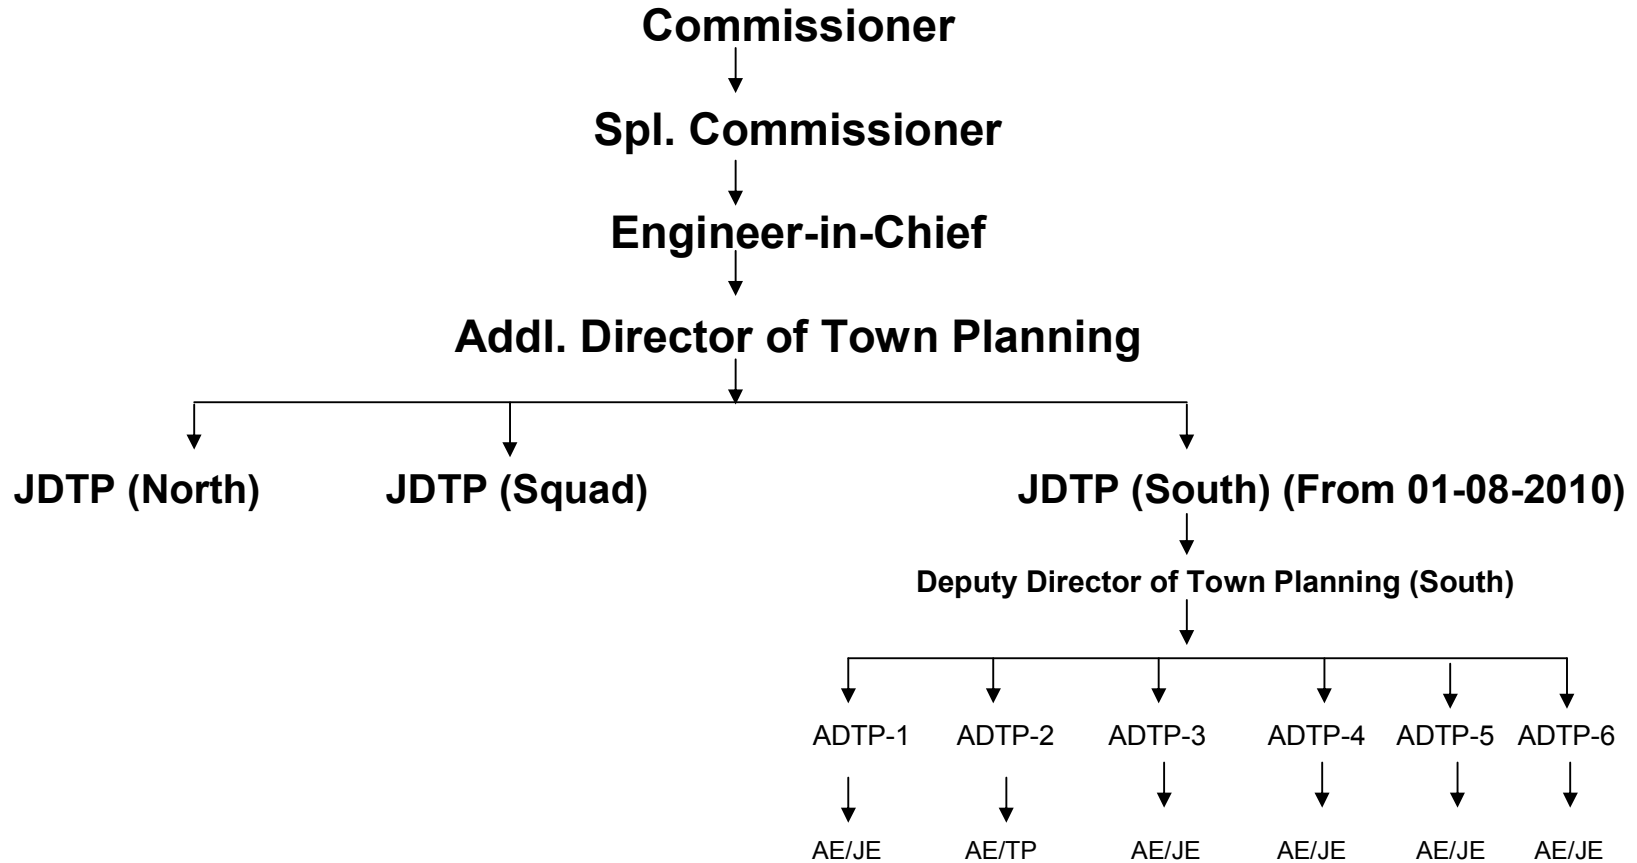 Commissioner
Spl. Commissioner
Engineer-in-Chief
Addl. Director of Town Planning
JDTP (North) JDTP (Squad) JDTP (South) (From 01-08-2010)
Deputy Director of Town Planning (South)
ADTP-1 ADTP-2 ADTP-3 ADTP-4 ADTP-5 ADTP-6
AE/JE AE/TP AE/JE AE/JE AE/JE AE/JE